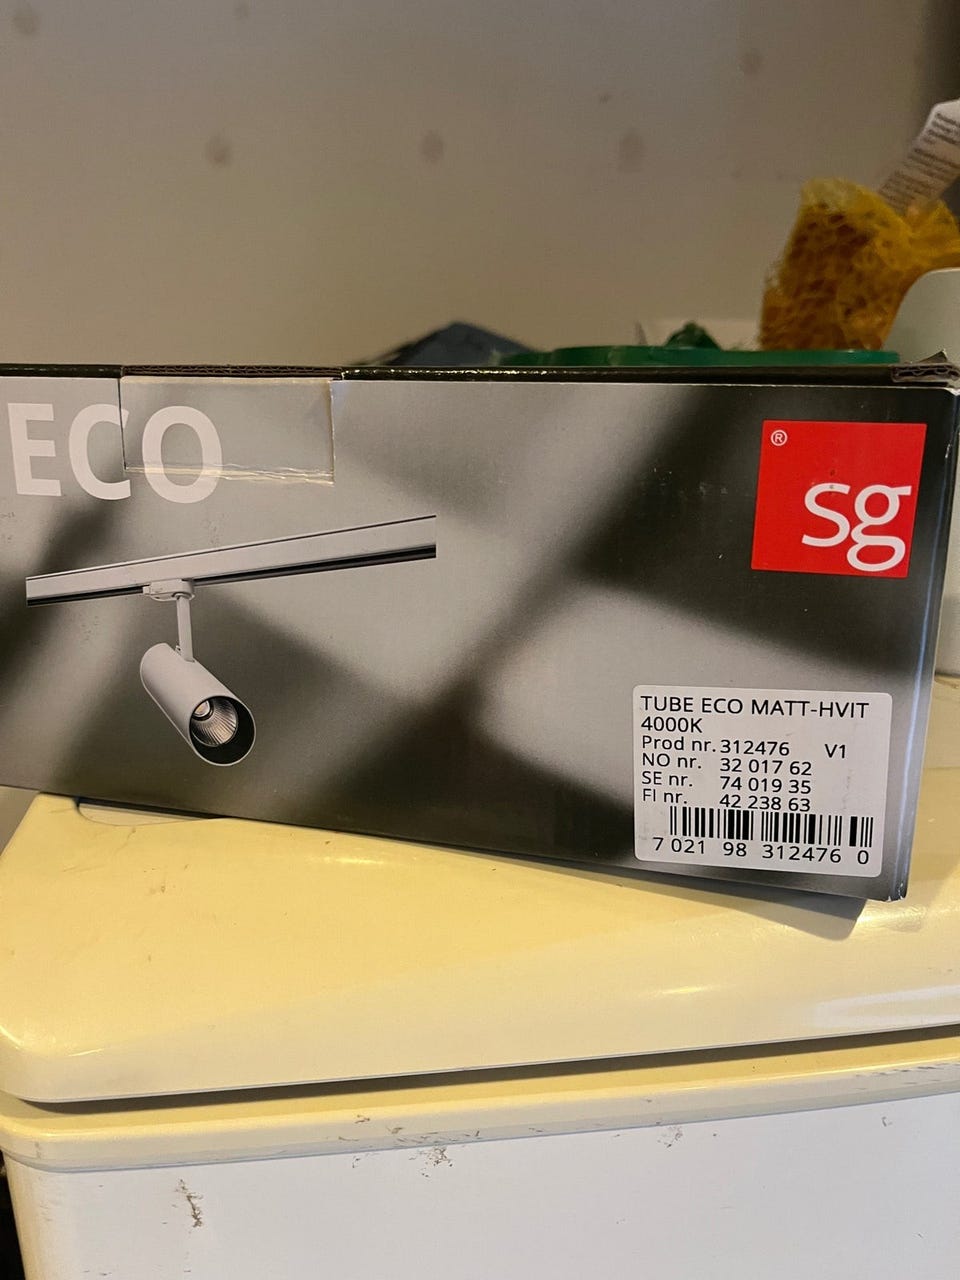 ECO
® sg
TUBE ECO MATT-HVIT
4000K
Prod nr. 312476 V1
NO nr. 32 017 62
SE nr. 74 019 35
FI nr. 42 238 63
7 021 98 312476 0